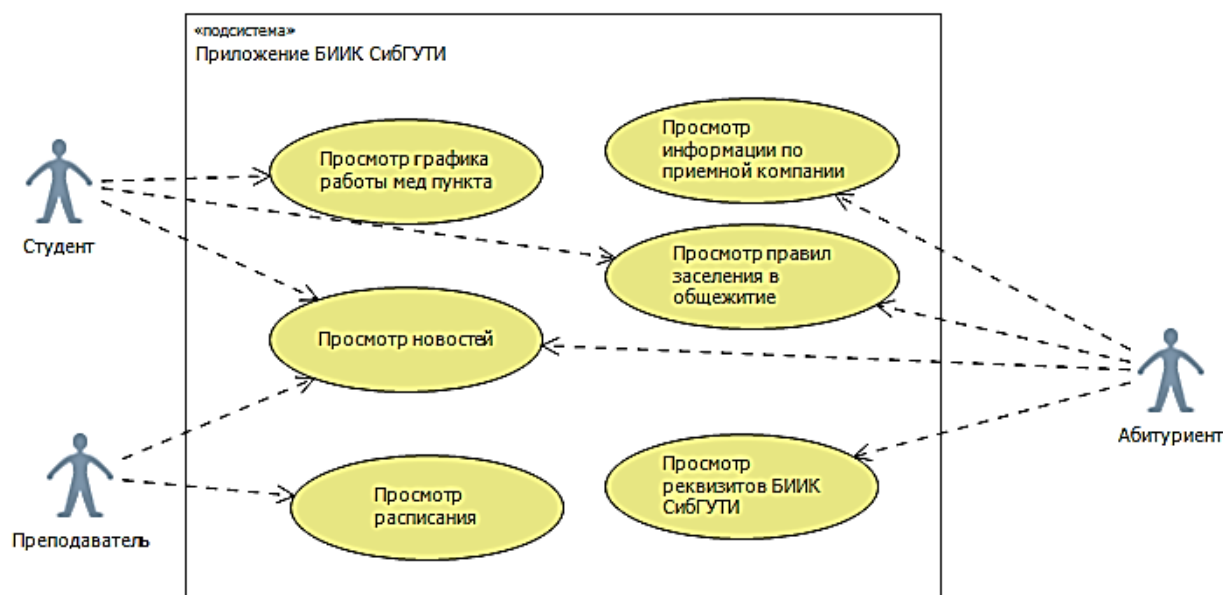 «подсистема»
Приложение БИИК СибГУТИ
Просмотр графика
работы мед пункта
Просмотр
информации по
приемной компании
Студент
Просмотр правил
заселения в
общежитие
Просмотр новостей
Абитуриент
Преподаватель
Просмотр
расписания
Просмотр
реквизитов БИИК
СибГУТИ